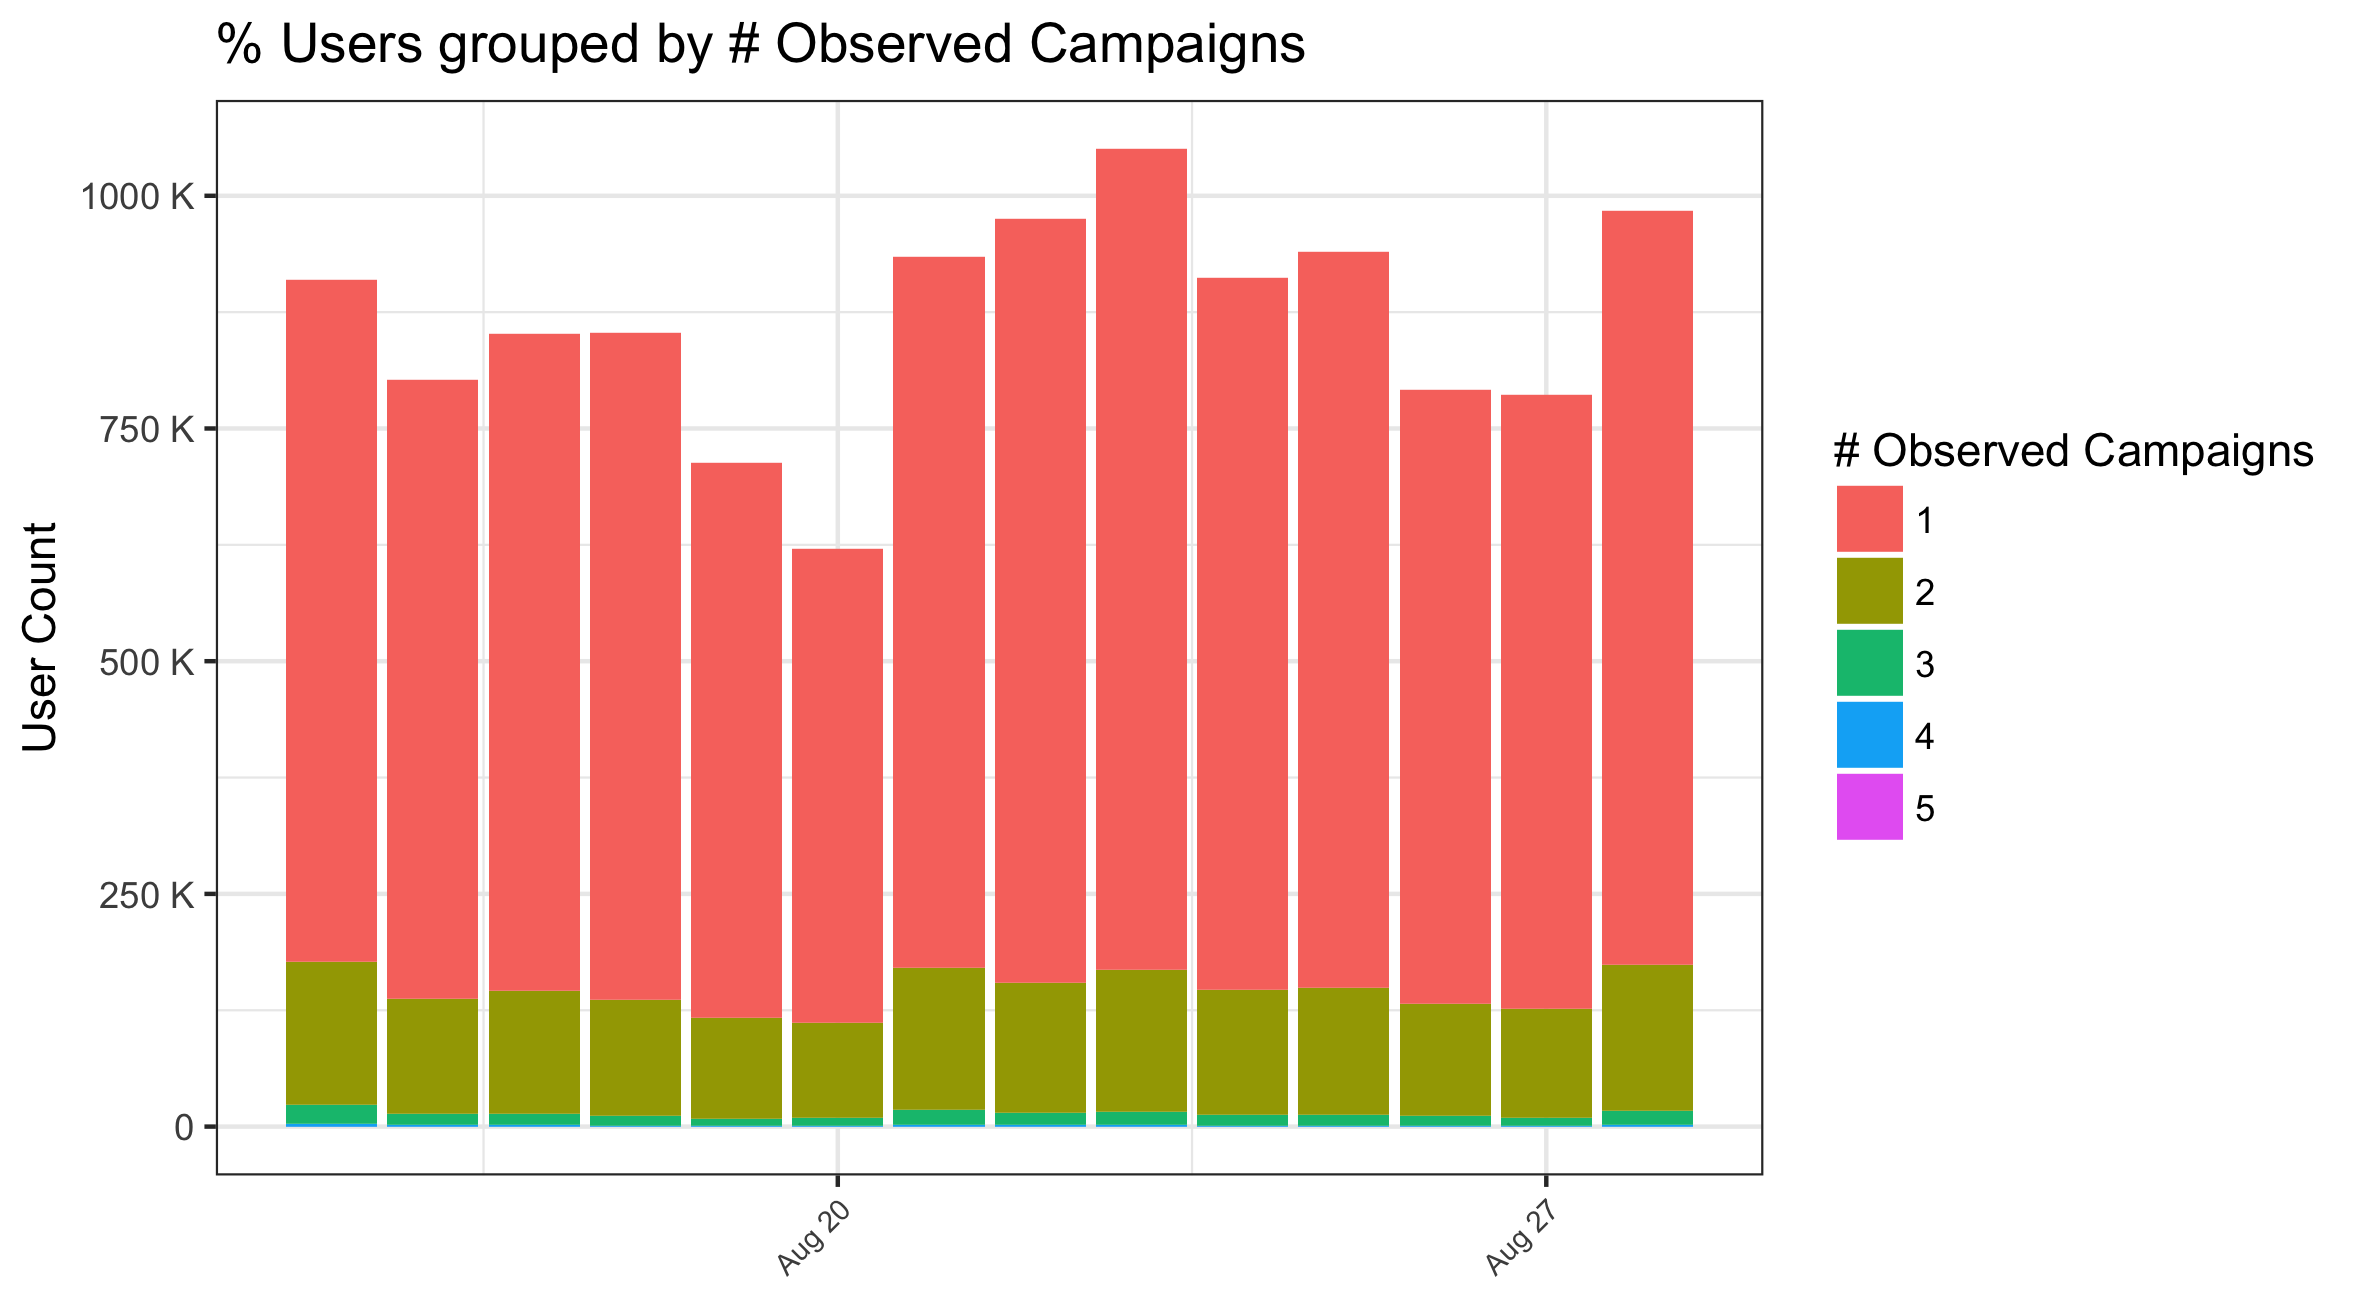 % Users grouped by # Observed Campaigns
User Count
1000 K
750 K
500 K
250 K
0
Aug 20
Aug 27
# Observed Campaigns
1
2
3
4
5